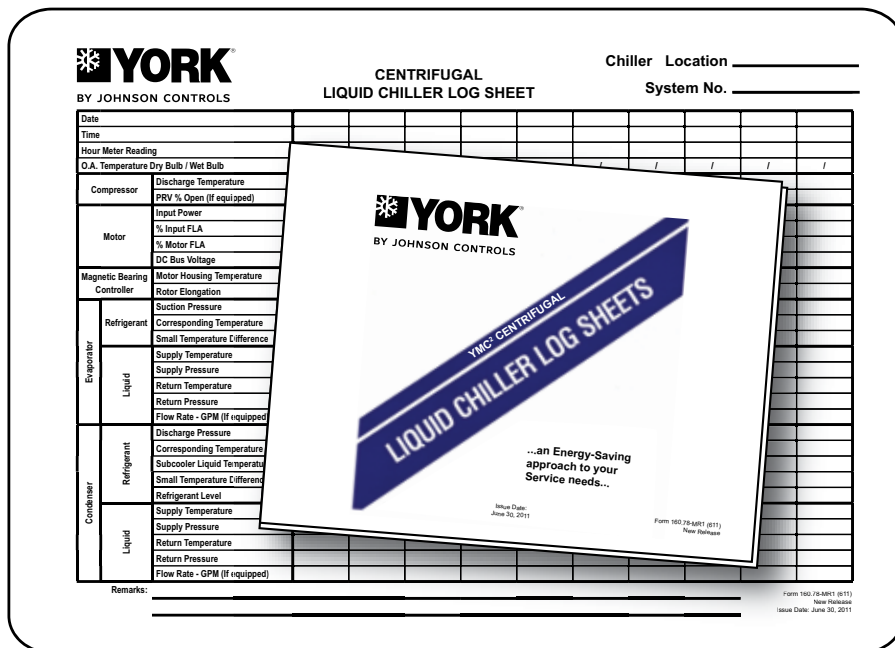 YORK®
BY JOHNSON CONTROLS
CENTRIFUGAL
LIQUID CHILLER LOG SHEET
Chiller Location
System No.
Date
Time
Hour Meter Reading
O.A. Temperature Dry Bulb / Wet Bulb / / / / /
Compressor
Discharge Temperature
PRV % Open (If equipped)
Motor
Input Power
% Input FLA
% Motor FLA
DC Bus Voltage
Magnetic Bearing
Controller
Motor Housing Temperature
Rotor Elongation
Evaporator
Refrigerant
Suction Pressure
Corresponding Temperature
Small Temperature Difference
Liquid
Supply Temperature
Supply Pressure
Return Temperature
Return Pressure
Flow Rate - GPM (If equipped)
Condenser
Refrigerant
Discharge Pressure
Corresponding Temperature
Subcooler Liquid Temperatu
Small Temperature Differenc
Refrigerant Level
Liquid
Supply Temperature
Supply Pressure
Return Temperature
Return Pressure
Flow Rate - GPM (If equipped)
Remarks:
Form 160.78-MR1 (611)
New Release
Issue Date: June 30, 2011
YORK®
BY JOHNSON CONTROLS
YMC² CENTRIFUGAL
LIQUID CHILLER LOG SHEETS
...an Energy-Saving
approach to your
Service needs...
Issue Date:
June 30, 2011
Form 160.78-MR1 (611)
New Release